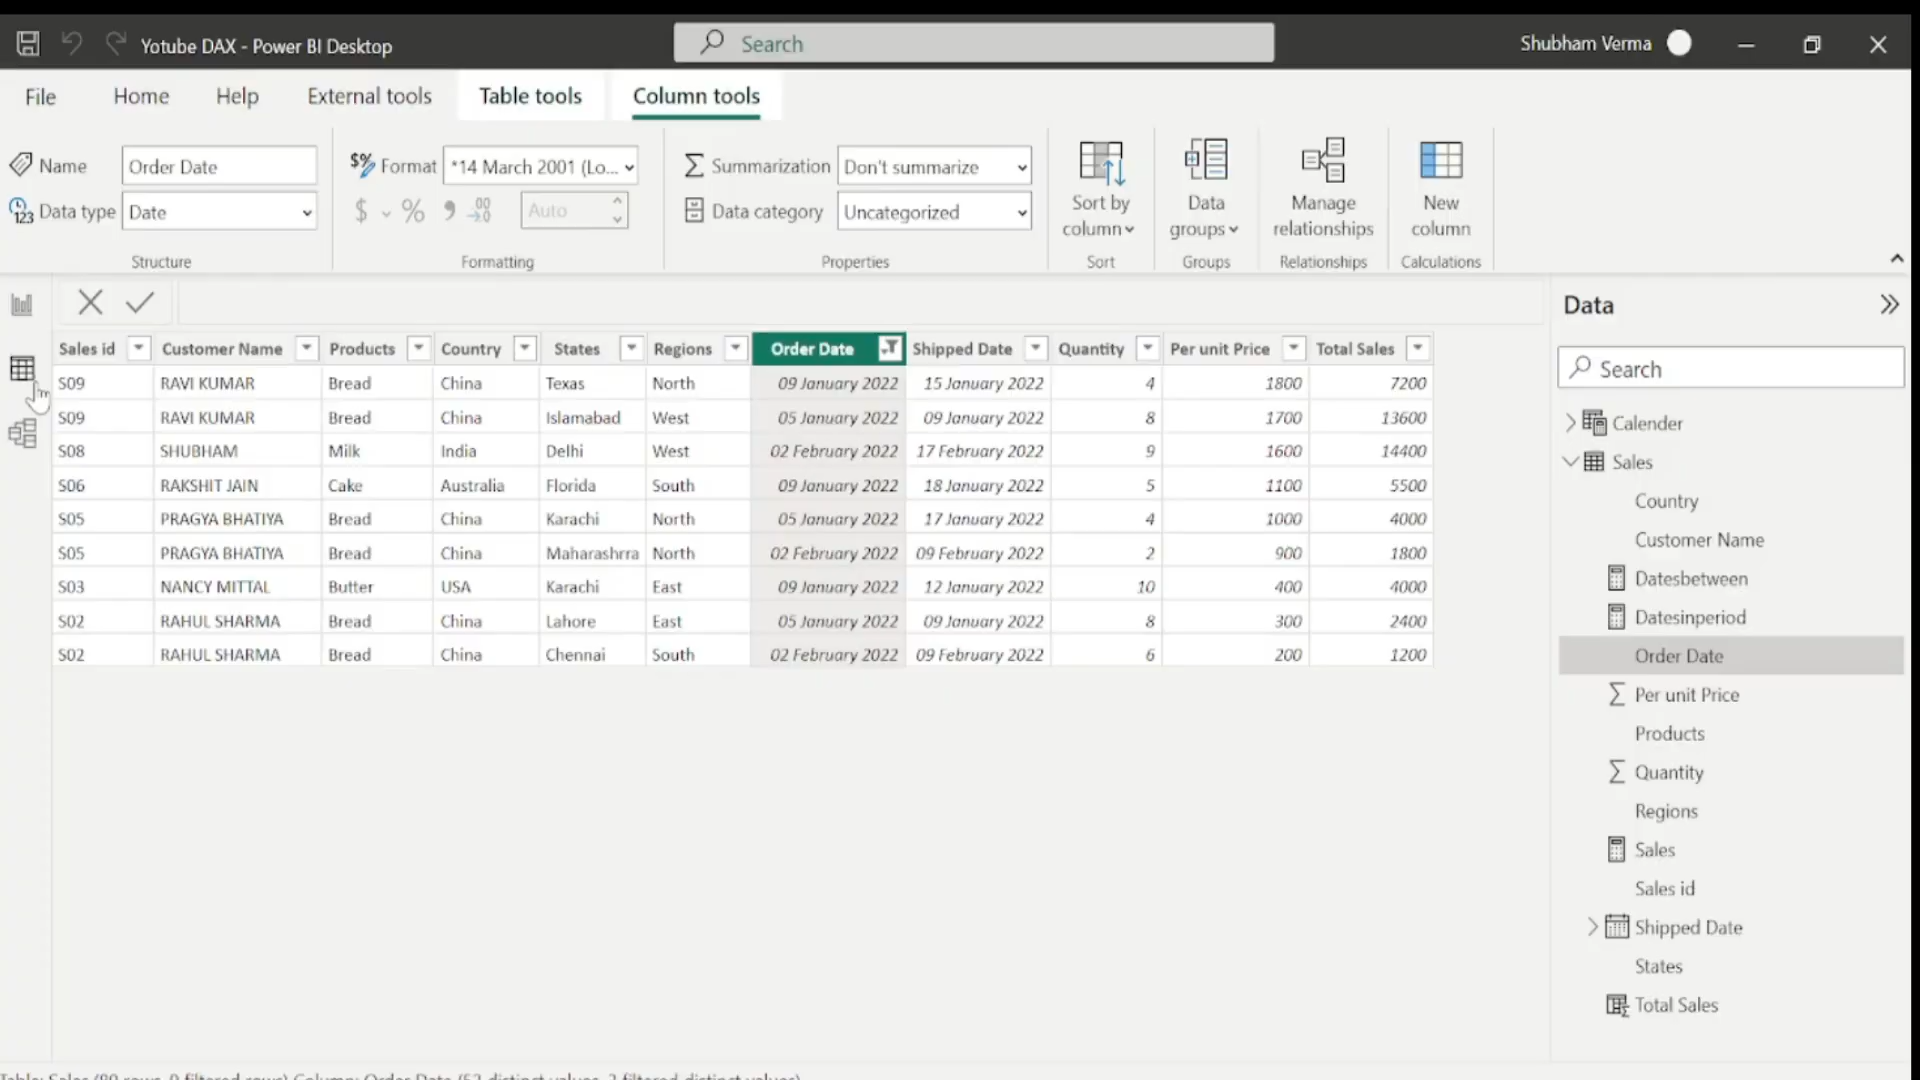 Yotube DAX - Power BI Desktop
Search
Shubham Verma
File Home Help External tools Table tools Column tools
Name Order Date
Data type Date
Structure
$% Format *14 March 2001 (Lo...
$ % 9 .00 Auto
Formatting
Summarization Don't summarize
Data category Uncategorized
Properties
Sort by column
Sort
Data groups
Groups
Manage relationships
Relationships
New column
Calculations
Sales id Customer Name Products Country States Regions Order Date Shipped Date Quantity Per unit Price Total Sales
S09 RAVI KUMAR Bread China Texas North 09 January 2022 15 January 2022 4 1800 7200
S09 RAVI KUMAR Bread China Islamabad West 05 January 2022 09 January 2022 8 1700 13600
S08 SHUBHAM Milk India Delhi West 02 February 2022 17 February 2022 9 1600 14400
S06 RAKSHIT JAIN Cake Australia Florida South 09 January 2022 18 January 2022 5 1100 5500
S05 PRAGYA BHATIYA Bread China Karachi North 05 January 2022 17 January 2022 4 1000 4000
S05 PRAGYA BHATIYA Bread China Maharashrra North 02 February 2022 09 February 2022 2 900 1800
S03 NANCY MITTAL Butter USA Karachi East 09 January 2022 12 January 2022 10 400 4000
S02 RAHUL SHARMA Bread China Lahore East 05 January 2022 09 January 2022 8 300 2400
S02 RAHUL SHARMA Bread China Chennai South 02 February 2022 09 February 2022 6 200 1200
Data
Search
Calender
Sales
Country
Customer Name
Datesbetween
Datesinperiod
Order Date
Per unit Price
Products
Quantity
Regions
Sales
Sales id
Shipped Date
States
Total Sales